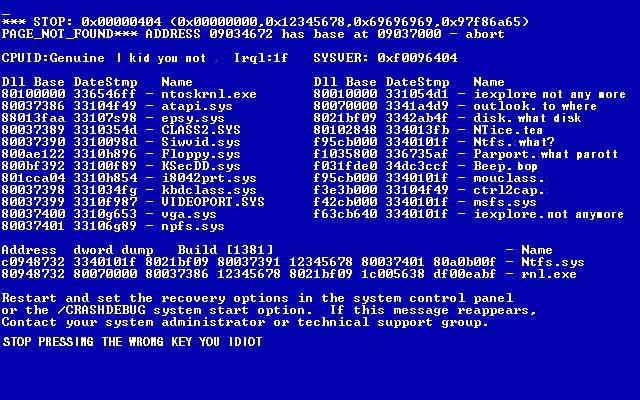 *** STOP: 0x00000404 (0x00000000,0x12345678,0x69696969,0x97f86a65)
PAGE_NOT_FOUND*** ADDRESS 09034672 has base at 09037000 - abort
CPUID:Genuine I kid you not . Irql:1f SYSVER: 0xf0096404
Dll Base DateStmp - Name Dll Base DateStmp - Name
80100000 336546ff - ntoskrnl.exe 80010000 331054d1 - iexplore not any more
80037386 33104f49 - atapi.sys 80070000 3341a4d9 - outlook. to where
88013faa 33107s98 - epsy.sys 8021bf09 3342ab4f - disk. what disk
80037389 3310354d - CLASS2.SYS 80102848 334013fb - NTice.tea
80037390 3310098d - Siwvid.sys f95cb000 3340101f - Ntfs. what?
800ae122 3310h896 - Floppy.sys f1035800 336735af - Parport. what parott
800bf392 33100f89 - KSecDD.sys f031fde0 34dc3ccf - Beep. bop
801cca04 3310h854 - i8042prt.sys f95cb000 3340101f - mouclass.
80037398 331034fg - kbdclass.sys f3e3b000 33104f49 - ctrl2cap.
80037399 3310f987 - VIDEOPORT.SYS f42cb000 3340101f - msfs.sys
80037400 3310g653 - vga.sys f63cb640 3340101f - iexplore. not anymore
80037401 33106g89 - npfs.sys
Address dword dump Build [1381] - Name
c0948732 3340101f 8021bf09 80037391 12345678 80037401 80a0b00f - Ntfs.sys
80948732 80070000 80037386 12345678 8021bf09 1c005638 df00eabf - rnl.exe
Restart and set the recovery options in the system control panel
or the /CRASHDEBUG system start option. If this message reappears,
Contact your system administrator or technical support group.
STOP PRESSING THE WRONG KEY YOU IDIOT